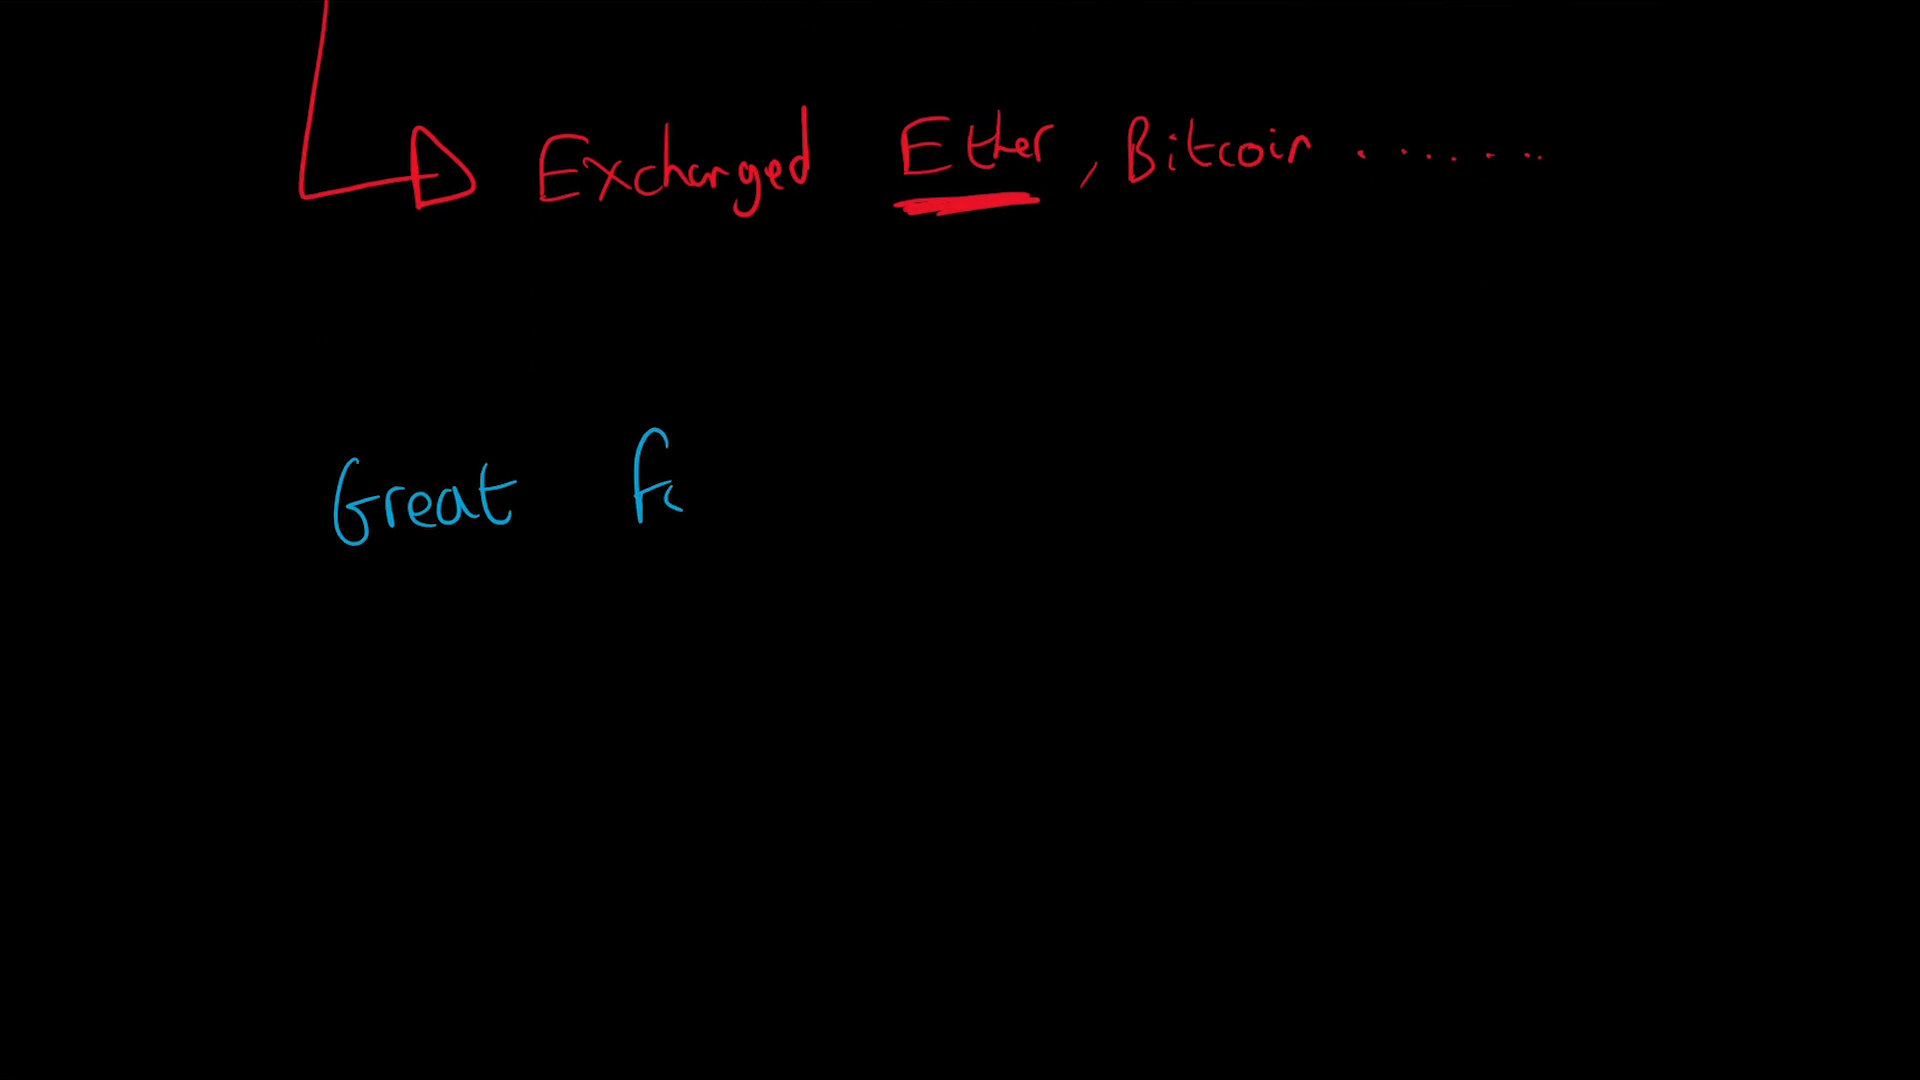 Exchanged Ether, Bitcoin .......
Great